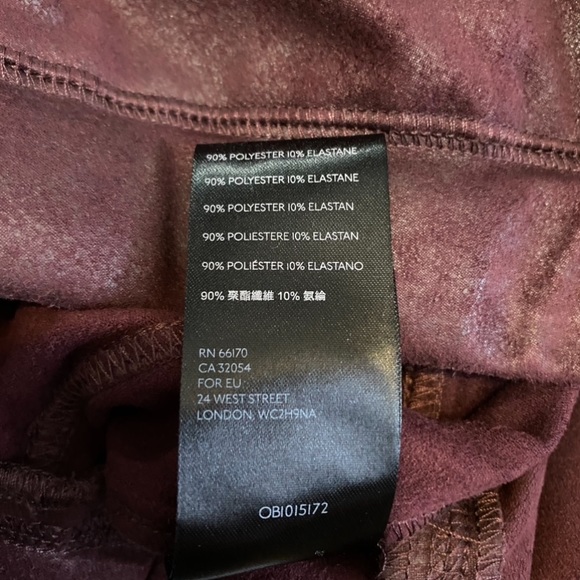 90% POLYESTER 10% ELASTANE
90% POLYESTER 10% ELASTANE
90% POLYESTER 10% ELASTAN
90% POLIESTERE 10% ELASTAN
90% POLIÉSTER 10% ELASTANO
90% 聚酯纖維 10% 氨綸
RN 66170
CA 32054
FOR EU
24 WEST STREET
LONDON, WC2H9NA
OB1015172